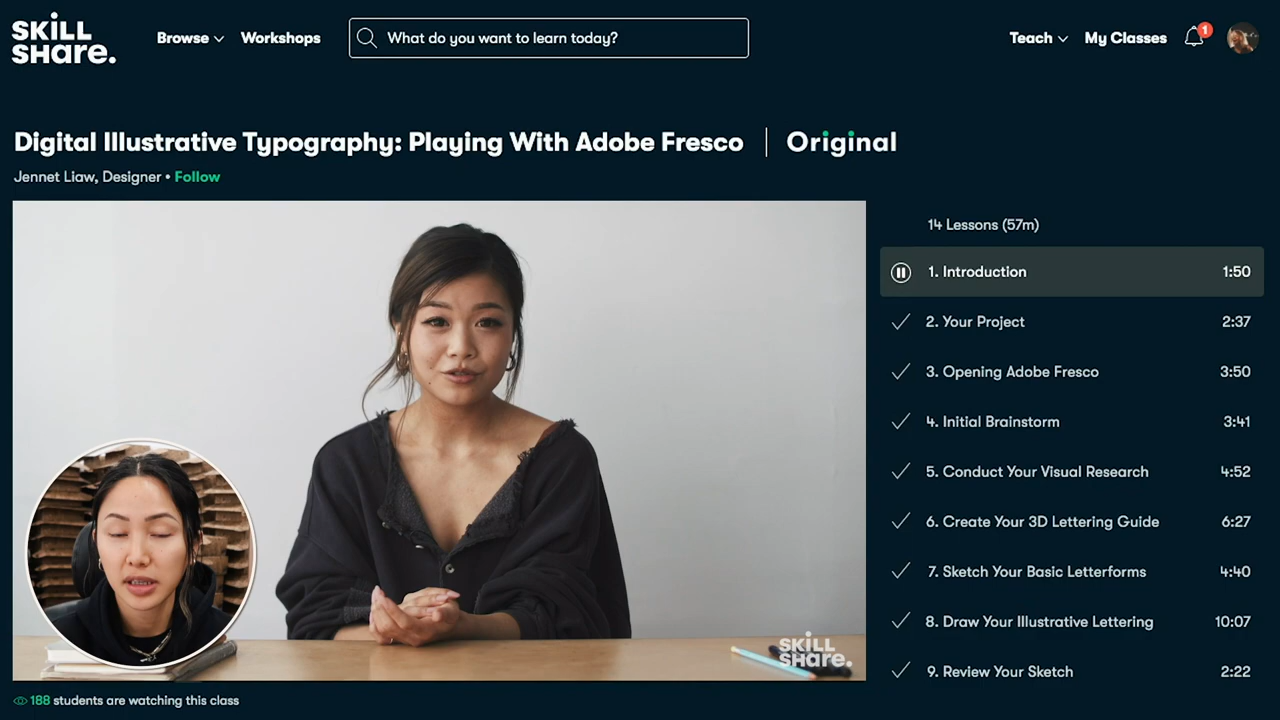 SKILL SHARE.
Browse
Workshops
What do you want to learn today?
Teach
My Classes
1
Digital Illustrative Typography: Playing With Adobe Fresco | Original
Jennet Liaw, Designer • Follow
14 Lessons (57m)
1. Introduction 1:50
2. Your Project 2:37
3. Opening Adobe Fresco 3:50
4. Initial Brainstorm 3:41
5. Conduct Your Visual Research 4:52
6. Create Your 3D Lettering Guide 6:27
7. Sketch Your Basic Letterforms 4:40
8. Draw Your Illustrative Lettering 10:07
9. Review Your Sketch 2:22
SKILL SHARE.
188 students are watching this class